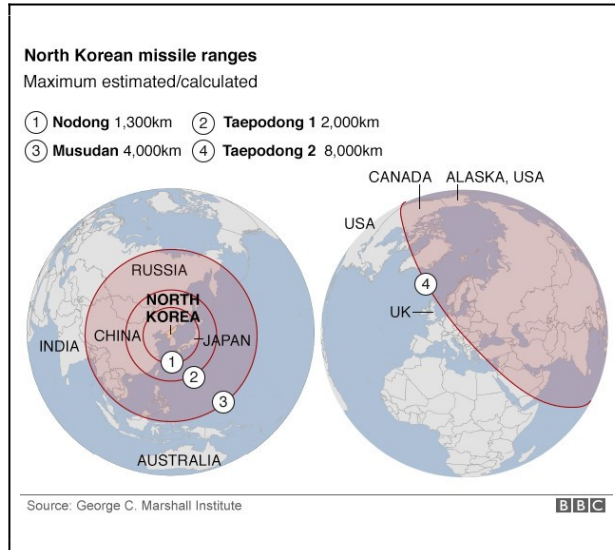 North Korean missile ranges
Maximum estimated/calculated
1 Nodong 1,300km 2 Taepodong 1 2,000km
3 Musudan 4,000km 4 Taepodong 2 8,000km
CANADA ALASKA, USA
USA
RUSSIA
NORTH
KOREA
4
UK
CHINA
JAPAN
INDIA
1
2
3
AUSTRALIA
Source: George C. Marshall Institute
BBC